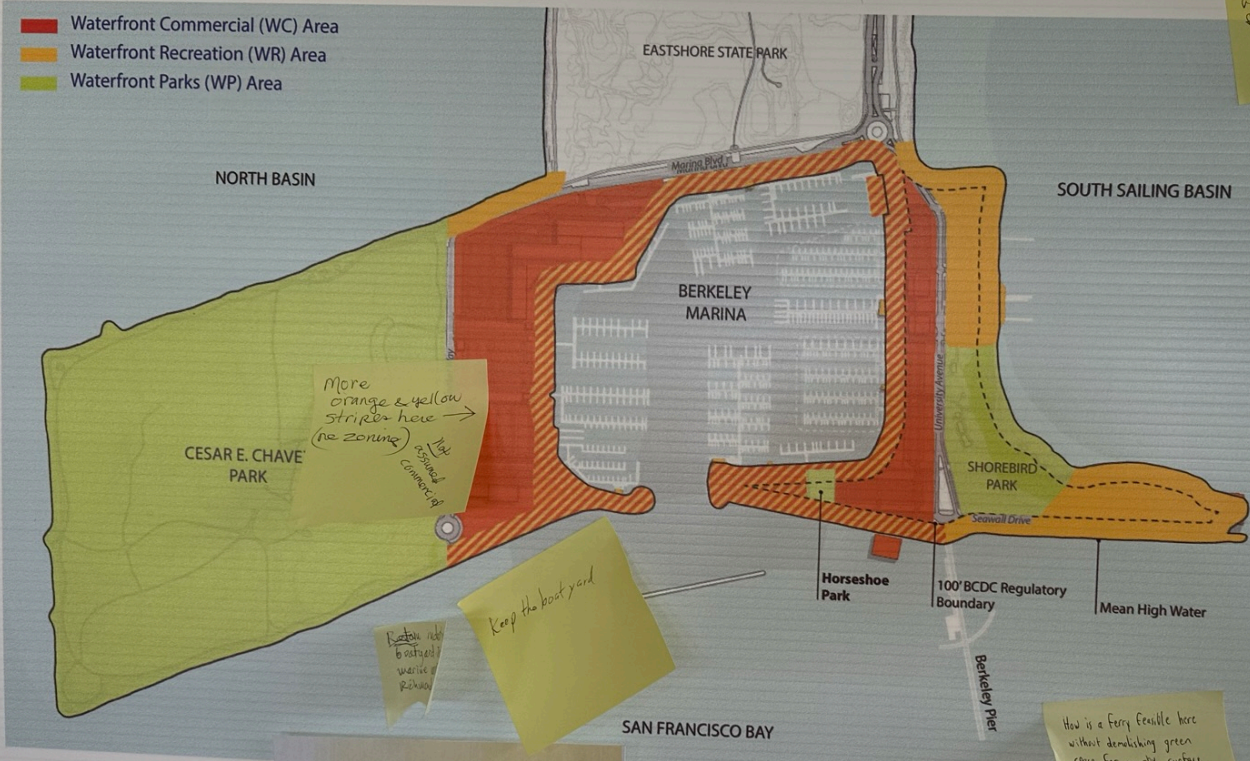 Waterfront Commercial (WC) Area
Waterfront Recreation (WR) Area
Waterfront Parks (WP) Area
EASTSHORE STATE PARK
Marina Blvd
NORTH BASIN
SOUTH SAILING BASIN
BERKELEY
MARINA
University Avenue
More
orange & yellow
stripes here →
(re zoning)
Not
assumed
commercial
CESAR E. CHAVE
PARK
SHOREBIRD
PARK
Seawall Drive
Horseshoe
Park
100' BCDC Regulatory
Boundary
Mean High Water
Keep the boat yard
boatyard
marine
Berkeley Pier
SAN FRANCISCO BAY
How is a ferry feasible here
without demolishing green